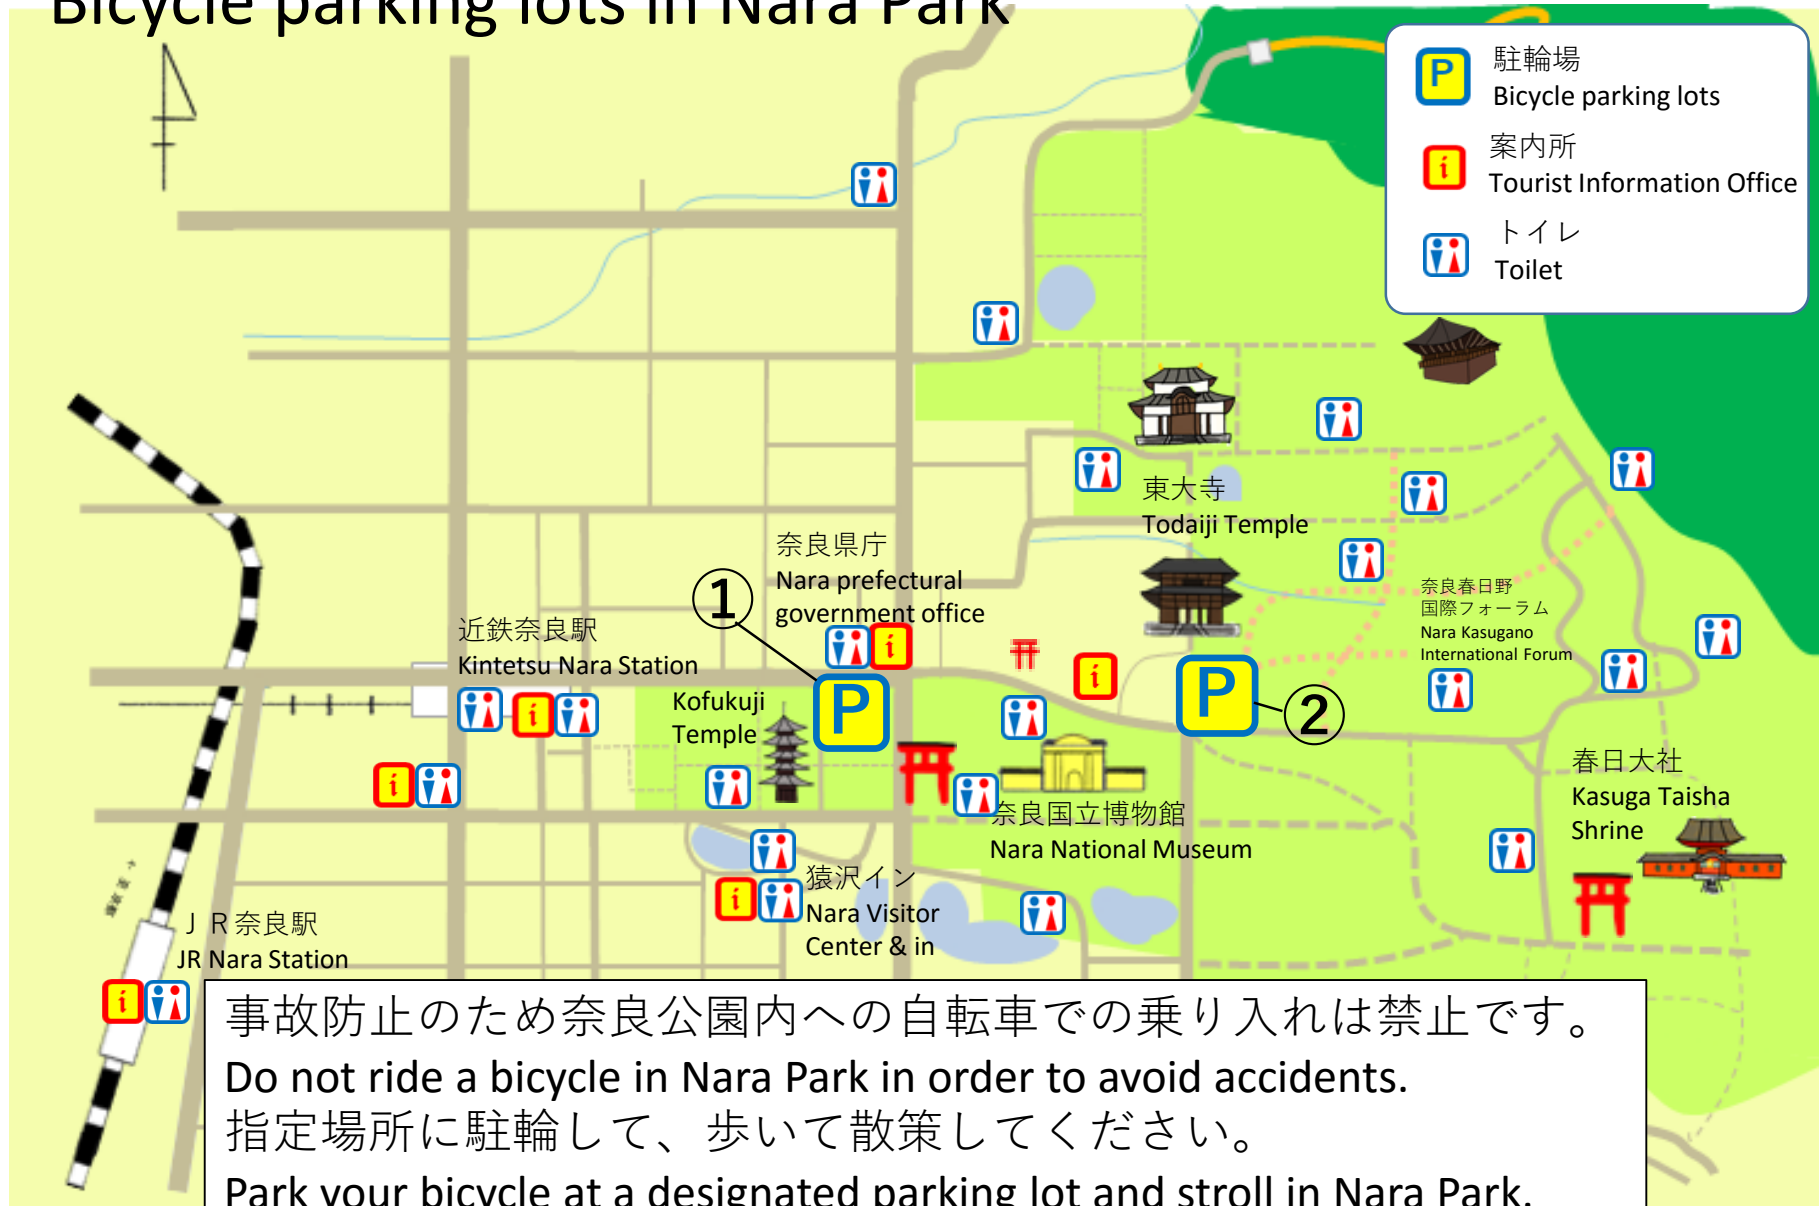 Bicycle parking lots in Nara Park
P
駐輪場
Bicycle parking lots
i
案内所
Tourist Information Office
トイレ
Toilet
東大寺
Todaiji Temple
奈良県庁
Nara prefectural
government office
①
奈良春日野
国際フォーラム
Nara Kasugano
International Forum
近鉄奈良駅
Kintetsu Nara Station
i
i
P
P
②
Kofukuji
Temple
i
i
春日大社
Kasuga Taisha
Shrine
奈良国立博物館
Nara National Museum
i
猿沢イン
Nara Visitor
Center & in
ＪＲ奈良駅
JR Nara Station
i
事故防止のため奈良公園内への自転車での乗り入れは禁止です。
Do not ride a bicycle in Nara Park in order to avoid accidents.
指定場所に駐輪して、歩いて散策してください。
Park your bicycle at a designated parking lot and stroll in Nara Park.